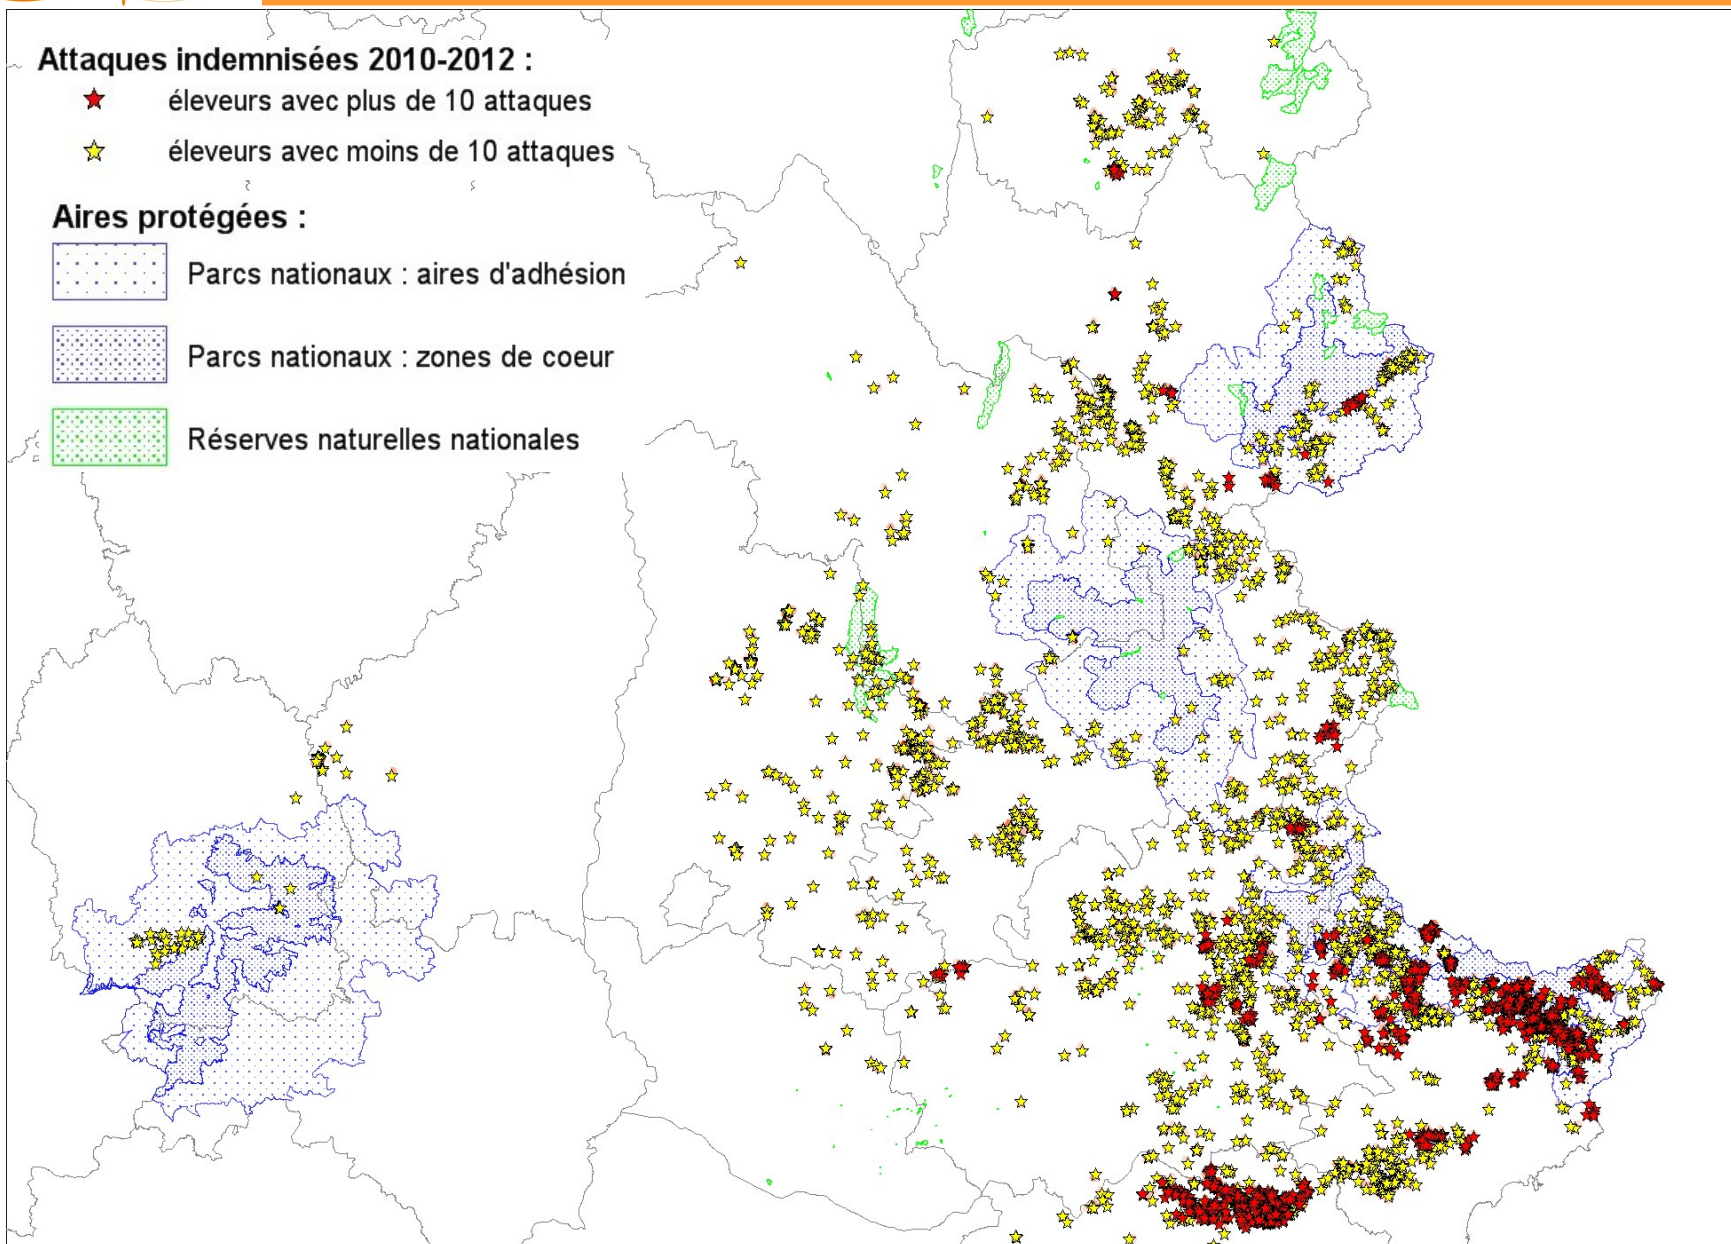 Attaques indemnisées 2010-2012 :
éleveurs avec plus de 10 attaques
éleveurs avec moins de 10 attaques
Aires protégées :
Parcs nationaux : aires d'adhésion
Parcs nationaux : zones de coeur
Réserves naturelles nationales